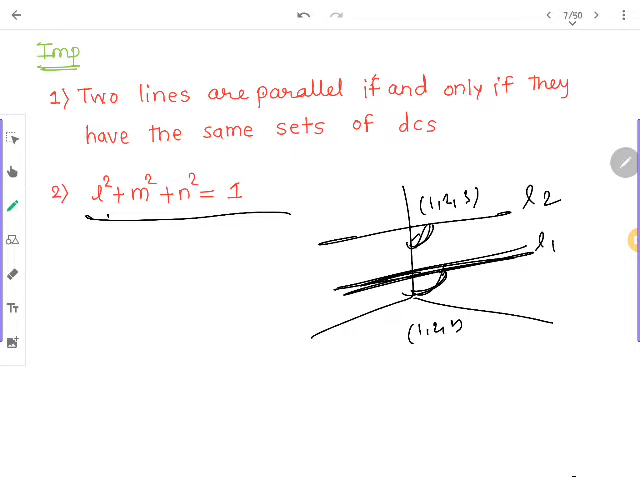 7/50
Imp
1) Two lines are parallel if and only if they
have the same sets of dcs
2) l²+m²+n² = 1
(1,2,3)
l2
l1
Tт